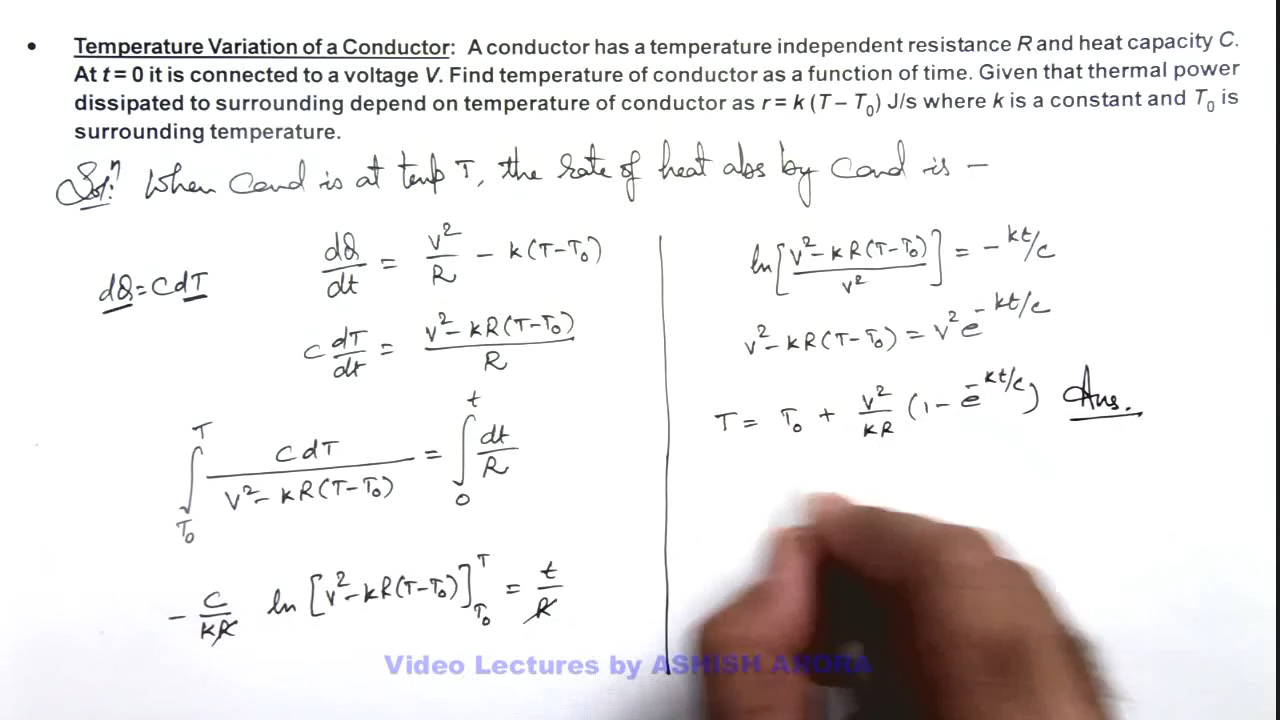 • Temperature Variation of a Conductor: A conductor has a temperature independent resistance R and heat capacity C.
At t = 0 it is connected to a voltage V. Find temperature of conductor as a function of time. Given that thermal power
dissipated to surrounding depend on temperature of conductor as r = k (T – T₀) J/s where k is a constant and T₀ is
surrounding temperature.
Solⁿ: When Cond is at temp T, the rate of heat abs by Cond is –
dQ/dt = V²/R – k(T–T₀)
dQ = CdT
C dT/dt = (V² – kR(T–T₀))/R
∫_{T₀}^{T} CdT/(V² – kR(T–T₀)) = ∫_{0}^{t} dt/R
– C/kR ln [V² – kR(T–T₀)]_{T₀}^{T} = t/R
ln[(V² – kR(T–T₀))/V²] = –kt/C
V² – kR(T–T₀) = V² e^{–kt/C}
T = T₀ + V²/kR (1 – e^{–kt/C}) Ans.
Video Lectures by ASHISH ARORA